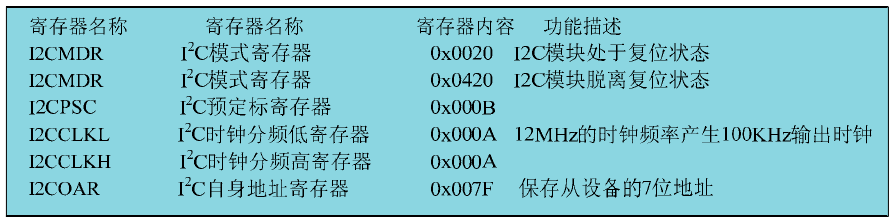 寄存器名称 寄存器名称 寄存器内容 功能描述
I2CMDR I²C模式寄存器 0x0020 I2C模块处于复位状态
I2CMDR I²C模式寄存器 0x0420 I2C模块脱离复位状态
I2CPSC I²C预定标寄存器 0x000B
I2CCLKL I²C时钟分频低寄存器 0x000A 12MHz的时钟频率产生100KHz输出时钟
I2CCLKH I²C时钟分频高寄存器 0x000A
I2COAR I²C自身地址寄存器 0x007F 保存从设备的7位地址